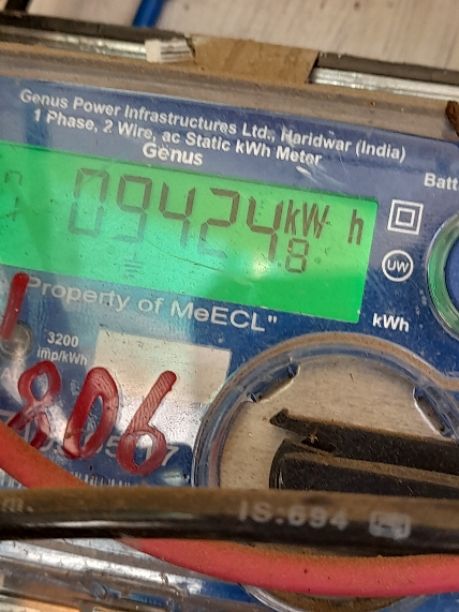 Genus Power Infrastructures Ltd., Haridwar (India)
1 Phase, 2 Wire, ac Static kWh Meter
Genus
Batt
09424.8 kW h
UW
Property of MeECL"
kWh
3200
imp/kWh
806
IS:694